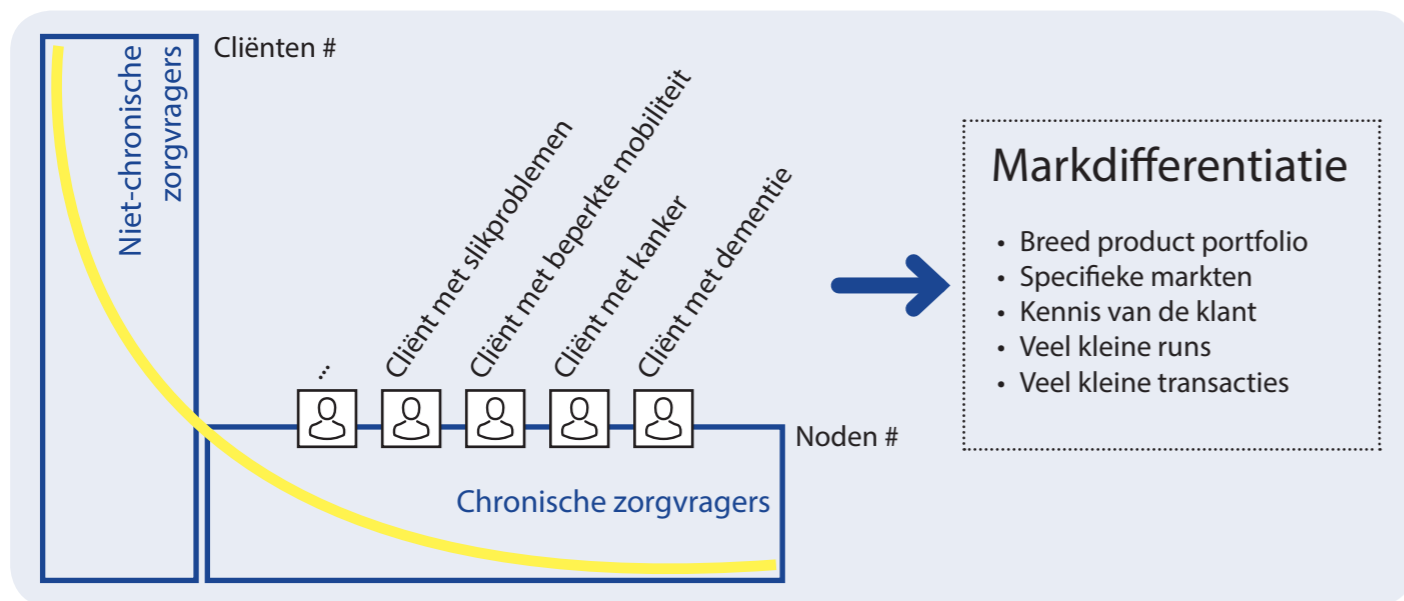 Cliënten #
Niet-chronische
zorgvragers
...
Cliënt met slikproblemen
Cliënt met beperkte mobiliteit
Cliënt met kanker
Cliënt met dementie
Noden #
Chronische zorgvragers
Markdifferentiatie
• Breed product portfolio
• Specifieke markten
• Kennis van de klant
• Veel kleine runs
• Veel kleine transacties